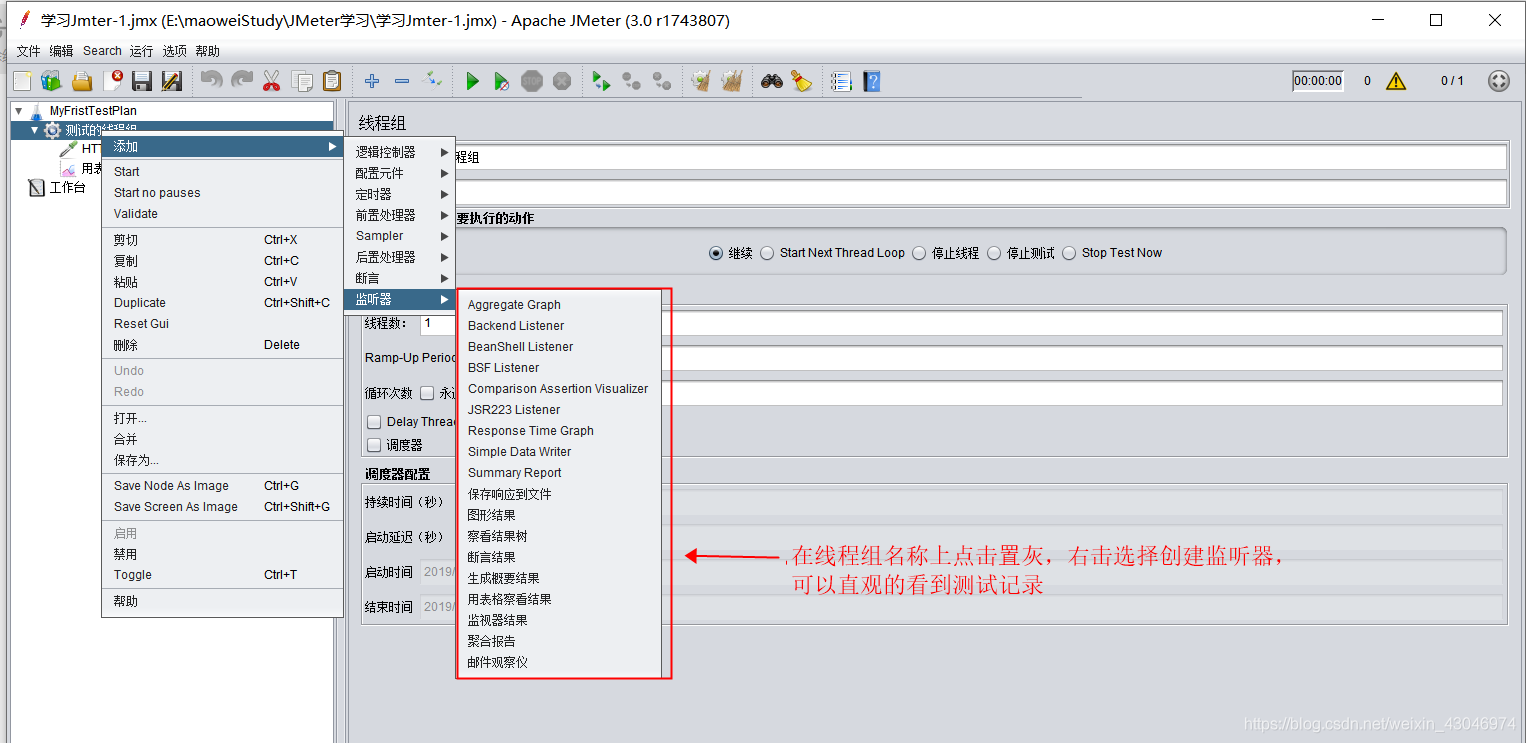 学习Jmter-1.jmx (E:\maoweiStudy\JMeter学习\学习Jmter-1.jmx) - Apache JMeter (3.0 r1743807)
文件 编辑 Search 运行 选项 帮助
00:00:00 0 0 / 1
MyFristTestPlan
测试的线程组
HTT
用表
工作台
添加
Start
Start no pauses
Validate
剪切 Ctrl+X
复制 Ctrl+C
粘贴 Ctrl+V
Duplicate Ctrl+Shift+C
Reset Gui
删除 Delete
Undo
Redo
打开...
合并
保存为...
Save Node As Image Ctrl+G
Save Screen As Image Ctrl+Shift+G
启用
禁用
Toggle Ctrl+T
帮助
逻辑控制器
配置元件
定时器
前置处理器
Sampler
后置处理器
断言
监听器
Aggregate Graph
Backend Listener
BeanShell Listener
BSF Listener
Comparison Assertion Visualizer
JSR223 Listener
Response Time Graph
Simple Data Writer
Summary Report
保存响应到文件
图形结果
察看结果树
断言结果
生成概要结果
用表格察看结果
监视器结果
聚合报告
邮件观察仪
线程组
程组
要执行的动作
继续 Start Next Thread Loop 停止线程 停止测试 Stop Test Now
线程数： 1
Ramp-Up Perioc
循环次数 永
Delay Threa
调度器
调度器配置
持续时间（秒）
启动延迟（秒）
启动时间 2019/
结束时间 2019/
在线程组名称上点击置灰，右击选择创建监听器，
可以直观的看到测试记录
https://blog.csdn.net/weixin_43046974